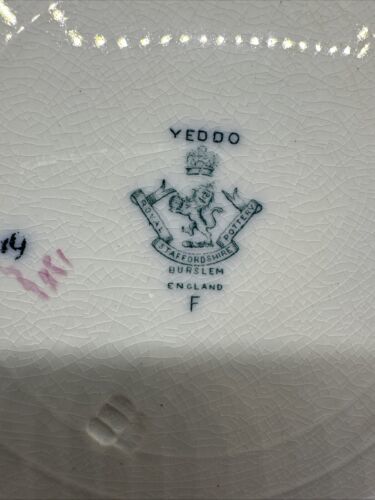 YEDDO
ROYAL STAFFORDSHIRE POTTERY
BURSLEM
ENGLAND
F